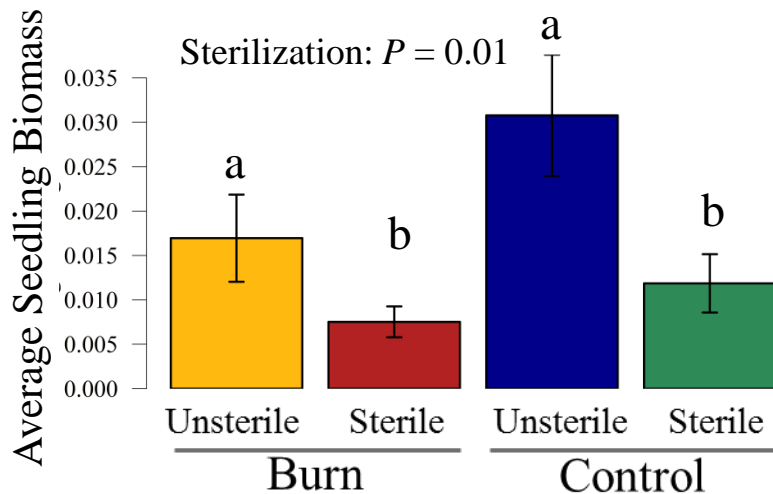 Average Seedling Biomass
Sterilization: P = 0.01
0.035
0.030
0.025
0.020
0.015
0.010
0.005
0.000
a
b
a
b
Unsterile Sterile Unsterile Sterile
Burn Control